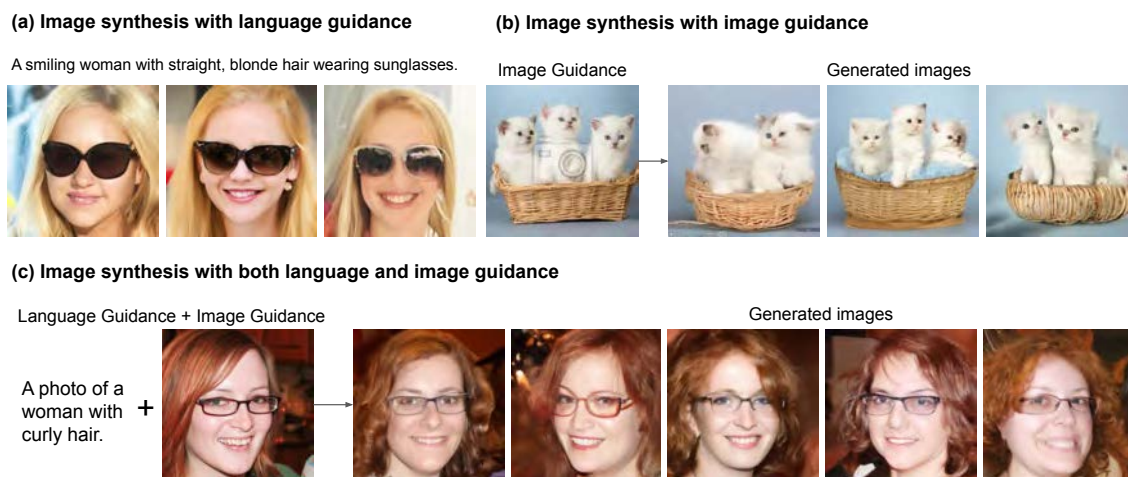 (a) Image synthesis with language guidance
A smiling woman with straight, blonde hair wearing sunglasses.
(b) Image synthesis with image guidance
Image Guidance
Generated images
(c) Image synthesis with both language and image guidance
Language Guidance + Image Guidance
Generated images
A photo of a
woman with
curly hair.
+